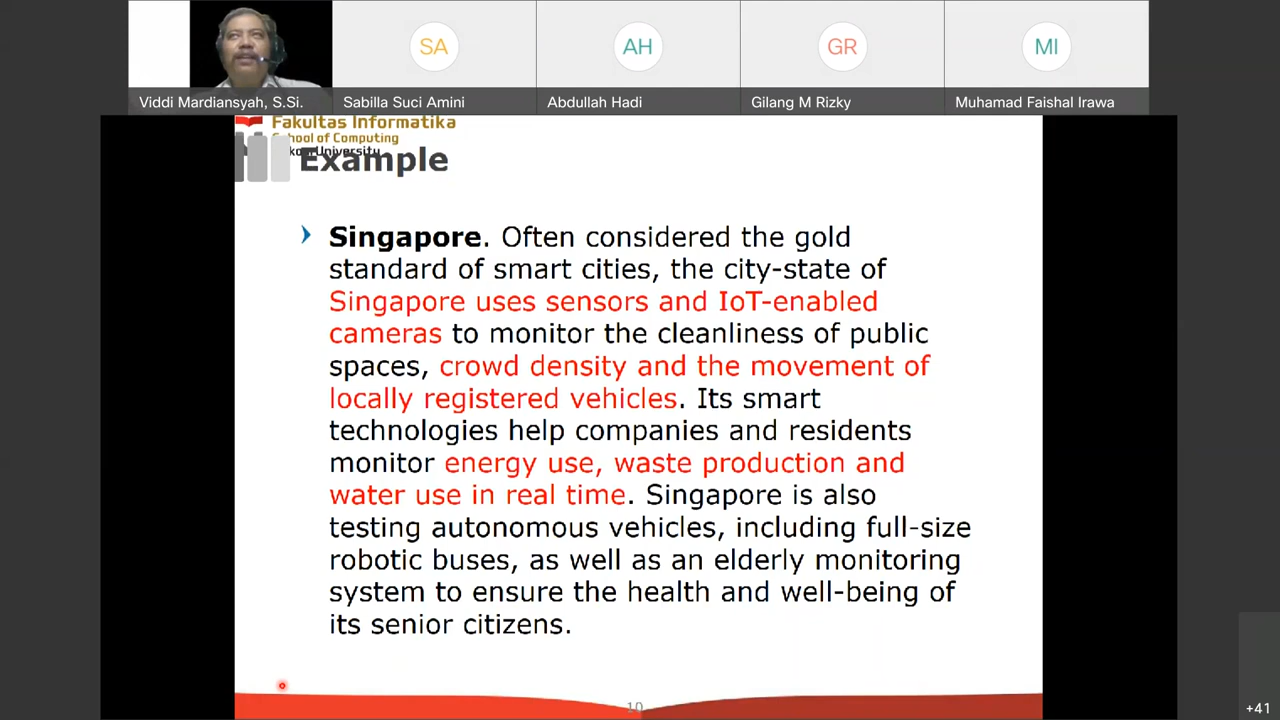 SA
AH
GR
MI
Viddi Mardiansyah, S.Si.
Sabilla Suci Amini
Abdullah Hadi
Gilang M Rizky
Muhamad Faishal Irawa
Fakultas Informatika
School of Computing
University
Example
Singapore. Often considered the gold
standard of smart cities, the city-state of
Singapore uses sensors and IoT-enabled
cameras to monitor the cleanliness of public
spaces, crowd density and the movement of
locally registered vehicles. Its smart
technologies help companies and residents
monitor energy use, waste production and
water use in real time. Singapore is also
testing autonomous vehicles, including full-size
robotic buses, as well as an elderly monitoring
system to ensure the health and well-being of
its senior citizens.
10
+41